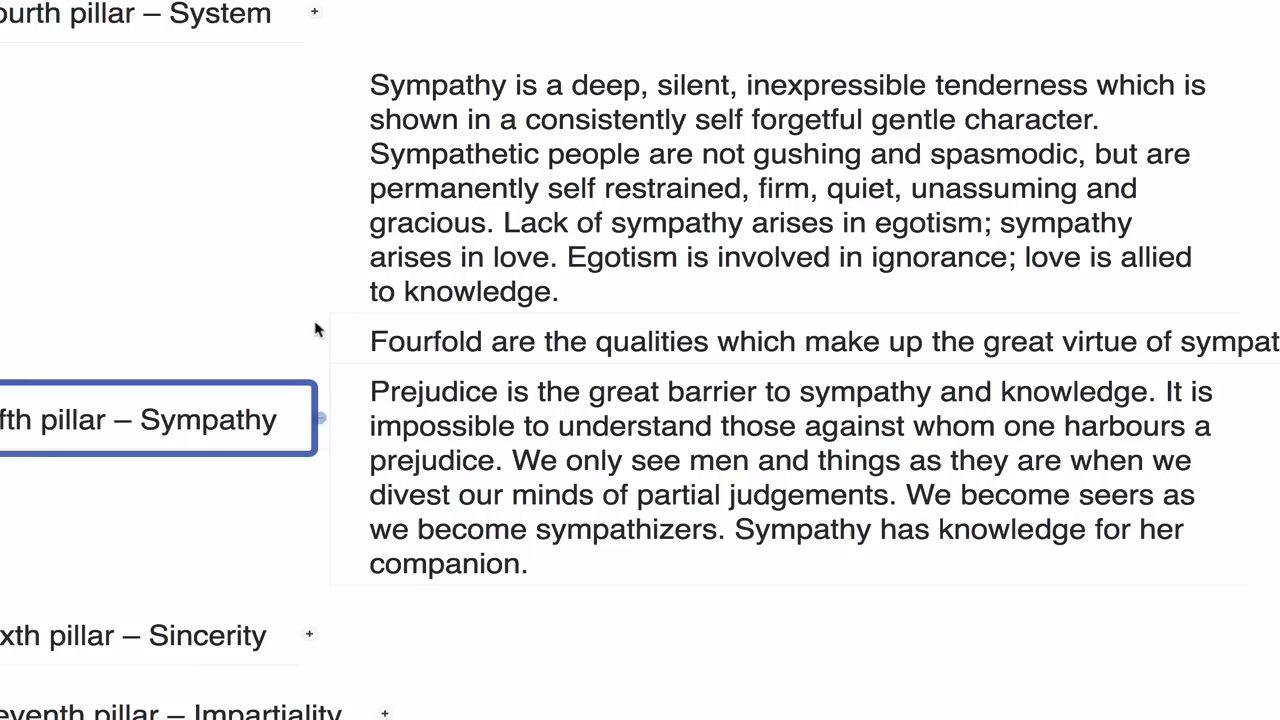 ourth pillar – System
Sympathy is a deep, silent, inexpressible tenderness which is
shown in a consistently self forgetful gentle character.
Sympathetic people are not gushing and spasmodic, but are
permanently self restrained, firm, quiet, unassuming and
gracious. Lack of sympathy arises in egotism; sympathy
arises in love. Egotism is involved in ignorance; love is allied
to knowledge.
Fourfold are the qualities which make up the great virtue of sympat
fth pillar – Sympathy
Prejudice is the great barrier to sympathy and knowledge. It is
impossible to understand those against whom one harbours a
prejudice. We only see men and things as they are when we
divest our minds of partial judgements. We become seers as
we become sympathizers. Sympathy has knowledge for her
companion.
xth pillar – Sincerity
eventh pillar – Impartiality